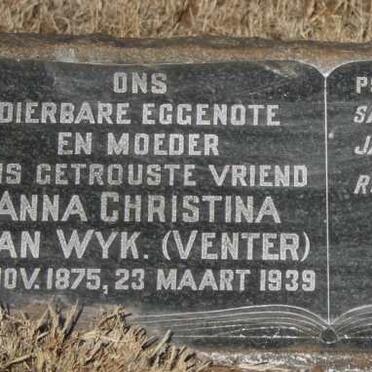 ONS
DIERBARE EGGENOTE
EN MOEDER
GETROUSTE VRIEND
ANNA CHRISTINA
WYK. (VENTER)
NOV. 1875, 23 MAART 1939